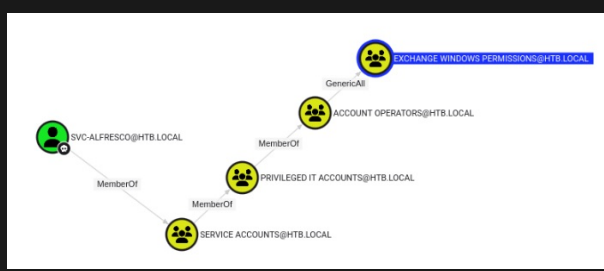 EXCHANGE WINDOWS PERMISSIONS@HTB.LOCAL
GenericAll
ACCOUNT OPERATORS@HTB.LOCAL
SVC-ALFRESCO@HTB.LOCAL
MemberOf
PRIVILEGED IT ACCOUNTS@HTB.LOCAL
MemberOf
MemberOf
SERVICE ACCOUNTS@HTB.LOCAL